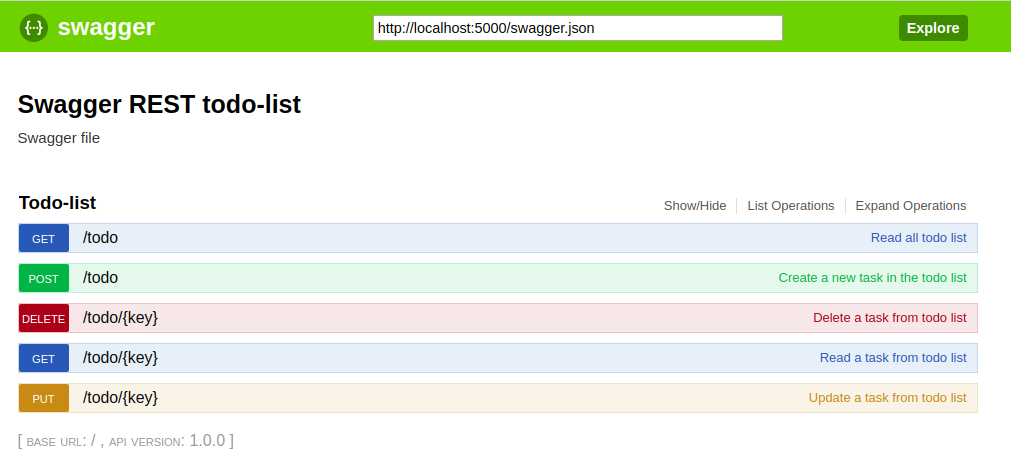 {··} swagger http://localhost:5000/swagger.json Explore
Swagger REST todo-list
Swagger file
Todo-list Show/Hide List Operations Expand Operations
GET /todo Read all todo list
POST /todo Create a new task in the todo list
DELETE /todo/{key} Delete a task from todo list
GET /todo/{key} Read a task from todo list
PUT /todo/{key} Update a task from todo list
[ BASE URL: / , API VERSION: 1.0.0 ]